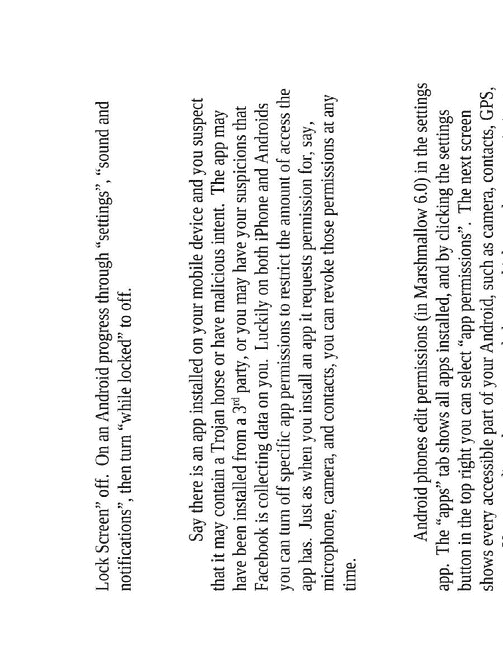 Lock Screen” off.  On an Android progress through “settings”, “sound and
notifications”, then turn “while locked” to off.
Say there is an app installed on your mobile device and you suspect
that it may contain a Trojan horse or have malicious intent.  The app may
have been installed from a 3rd party, or you may have your suspicions that
Facebook is collecting data on you.  Luckily on both iPhone and Androids
you can turn off specific app permissions to restrict the amount of access the
app has.  Just as when you install an app it requests permission for, say,
microphone, camera, and contacts, you can revoke those permissions at any
time.
Android phones edit permissions (in Marshmallow 6.0) in the settings
app.  The “apps” tab shows all apps installed, and by clicking the settings
button in the top right you can select “app permissions”.  The next screen
shows every accessible part of your Android, such as camera, contacts, GPS,